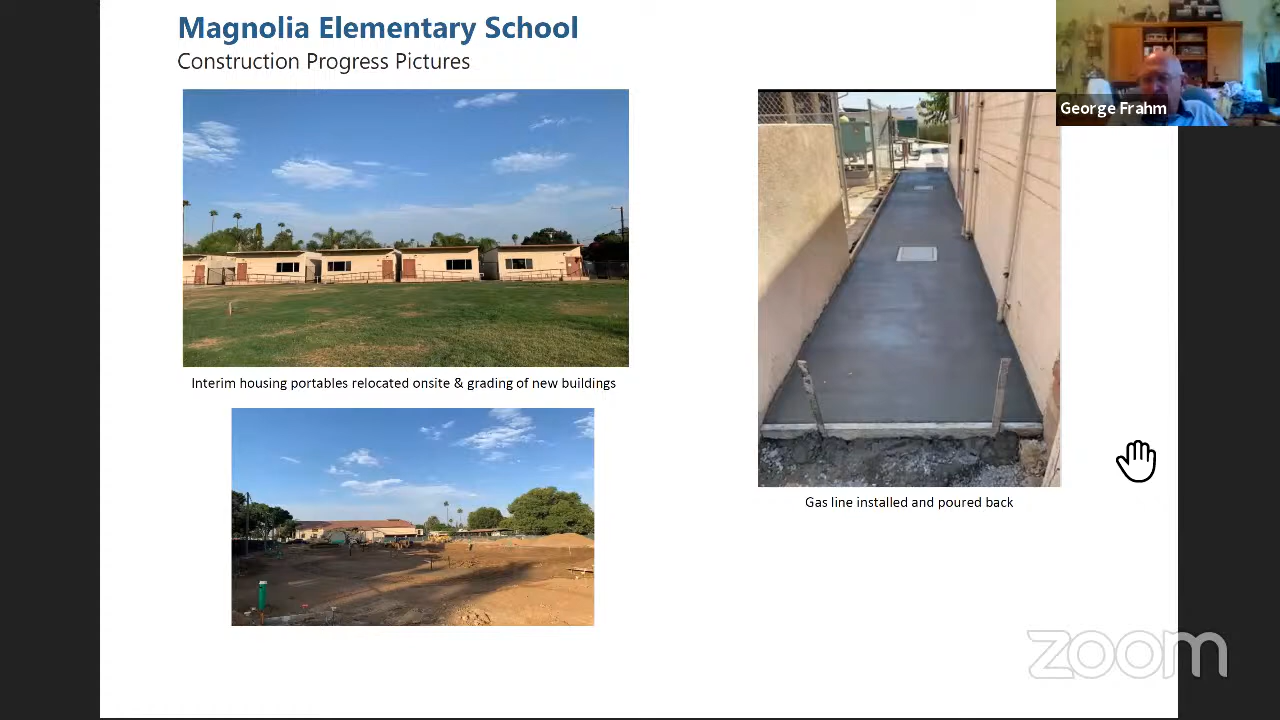 Magnolia Elementary School
Construction Progress Pictures
George Frahm
Interim housing portables relocated onsite & grading of new buildings
Gas line installed and poured back
zoom